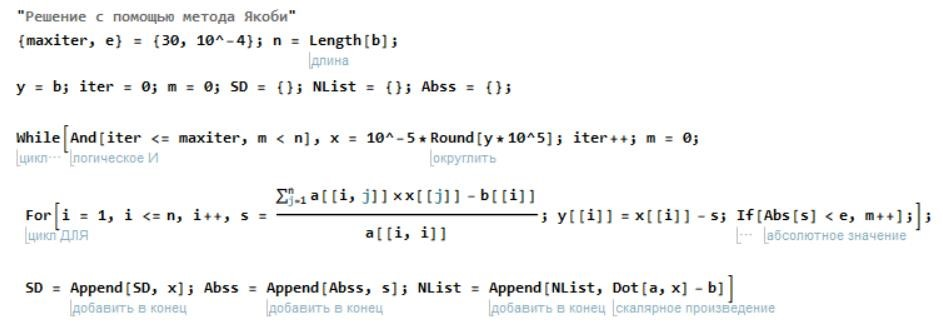 "Решение с помощью метода Якоби"
{maxiter, e} = {30, 10^-4}; n = Length[b];
длина
y = b; iter = 0; m = 0; SD = {}; NList = {}; Abss = {};
While[And[iter <= maxiter, m < n], x = 10^-5*Round[y*10^5]; iter++; m = 0;
цикл⋯ логическое И округлить
For[i = 1, i <= n, i++, s = (∑_{j=1}^{n} a[[i, j]]×x[[j]] - b[[i]]) / a[[i, i]]; y[[i]] = x[[i]] - s; If[Abs[s] < e, m++];];
цикл ДЛЯ ⋯ абсолютное значение
SD = Append[SD, x]; Abss = Append[Abss, s]; NList = Append[NList, Dot[a, x] - b]]
добавить в конец добавить в конец добавить в конец скалярное произведение